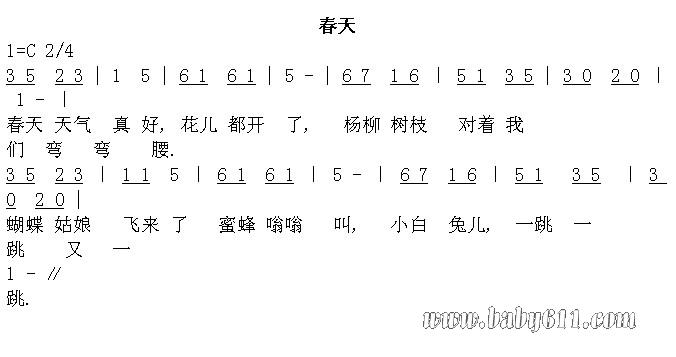 春天
1=C 2/4
3 5 2 3 | 1 5 | 6 1 6 1 | 5 - | 6 7 1 6 | 5 1 3 5 | 3 0 2 0 |
1 - |
春天 天气 真 好, 花儿 都开 了, 杨柳 树枝 对着 我
们 弯 弯 腰.
3 5 2 3 | 1 1 5 | 6 1 6 1 | 5 - | 6 7 1 6 | 5 1 3 5 | 3
0 2 0 |
蝴蝶 姑娘 飞来 了 蜜蜂 嗡嗡 叫, 小白 兔儿, 一跳 一
跳 又 一
1 - //
跳.
www.baby611.com